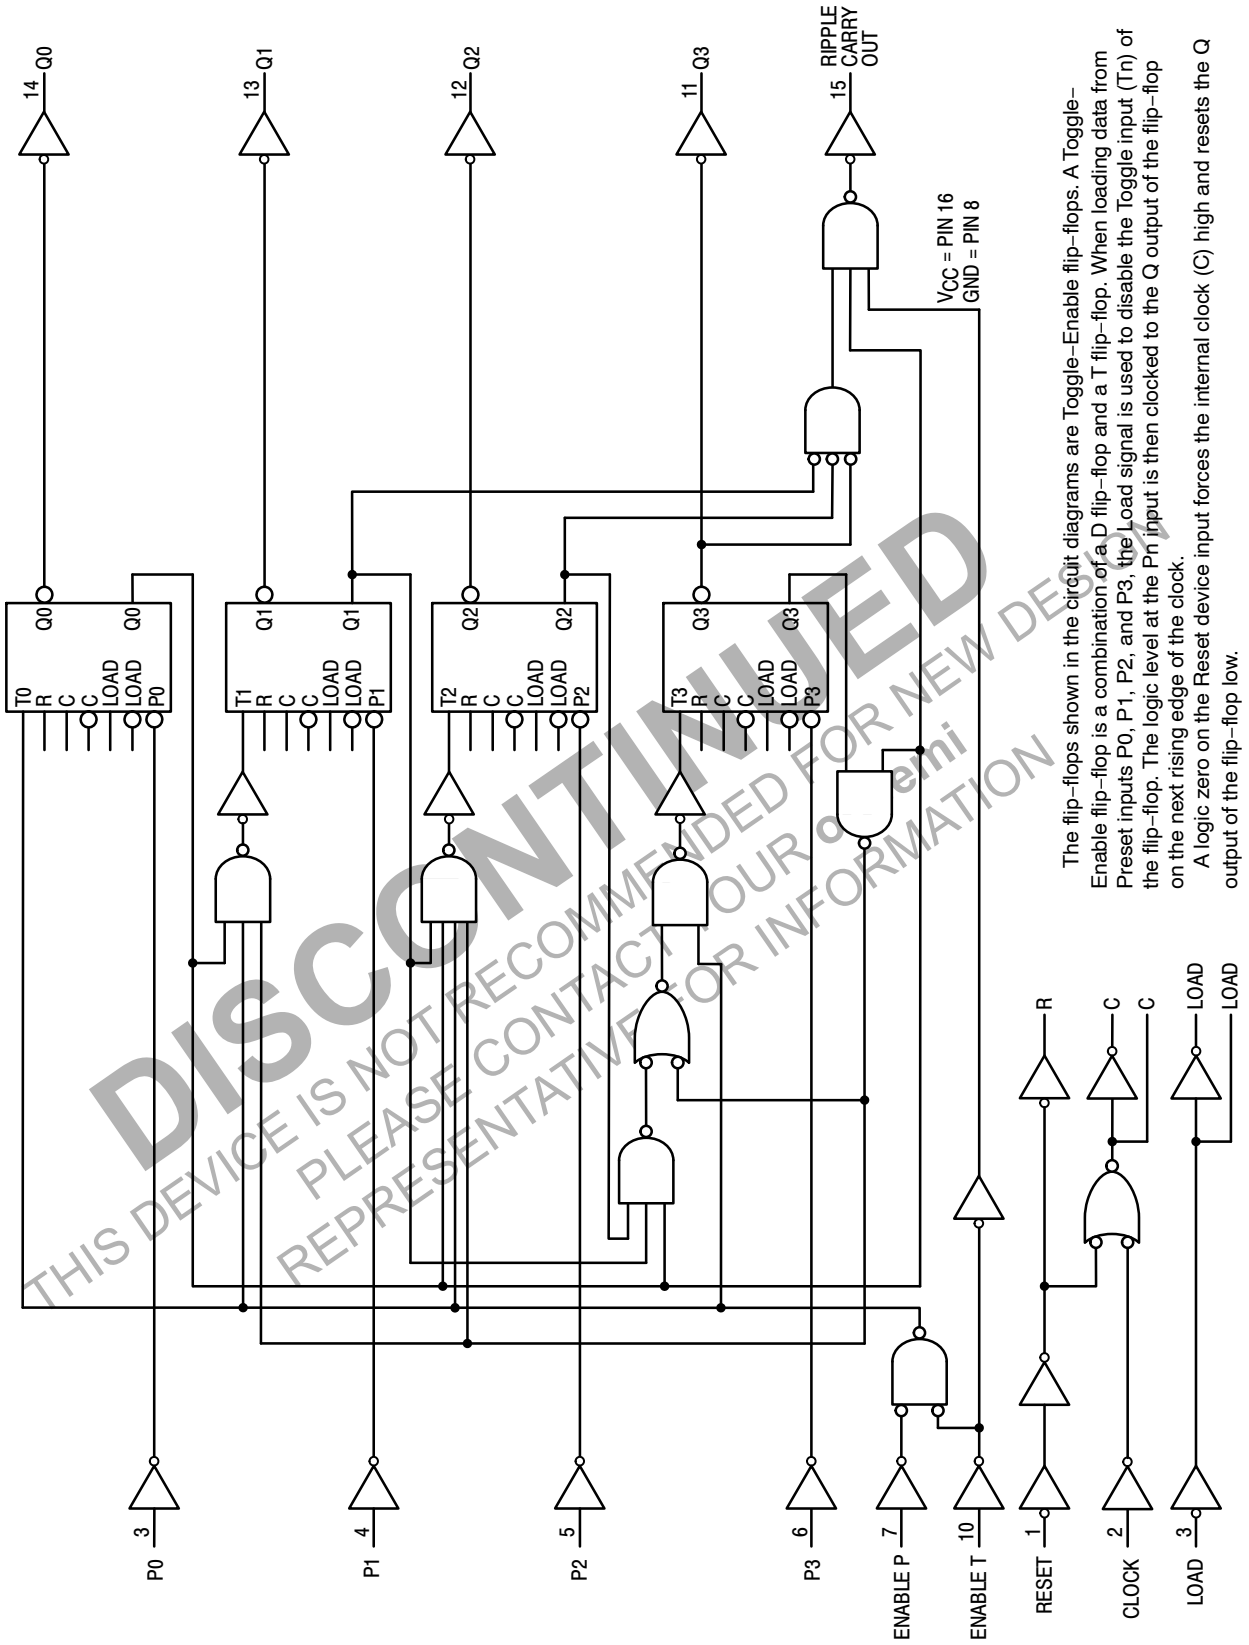 P0
3
P1
4
P2
5
P3
6
ENABLE P
7
ENABLE T
10
RESET
1
CLOCK
2
LOAD
3
T0
R
C
C
LOAD
LOAD
P0
Q0
Q0
T1
R
C
C
LOAD
LOAD
P1
Q1
Q1
T2
R
C
C
LOAD
LOAD
P2
Q2
Q2
T3
R
C
C
LOAD
LOAD
P3
Q3
Q3
14 Q0
13 Q1
12 Q2
11 Q3
15
RIPPLE
CARRY
OUT
VCC = PIN 16
GND = PIN 8
R
C
C
LOAD
LOAD
The flip−flops shown in the circuit diagrams are Toggle−Enable flip−flops. A Toggle−
Enable flip−flop is a combination of a D flip−flop and a T flip−flop. When loading data from
Preset inputs P0, P1, P2, and P3, the Load signal is used to disable the Toggle input (Tn) of
the flip−flop. The logic level at the Pn input is then clocked to the Q output of the flip−flop
on the next rising edge of the clock.
A logic zero on the Reset device input forces the internal clock (C) high and resets the Q
output of the flip−flop low.
DISCONTINUED
THIS DEVICE IS NOT RECOMMENDED FOR NEW DESIGN
PLEASE CONTACT YOUR onsemi
REPRESENTATIVE FOR INFORMATION